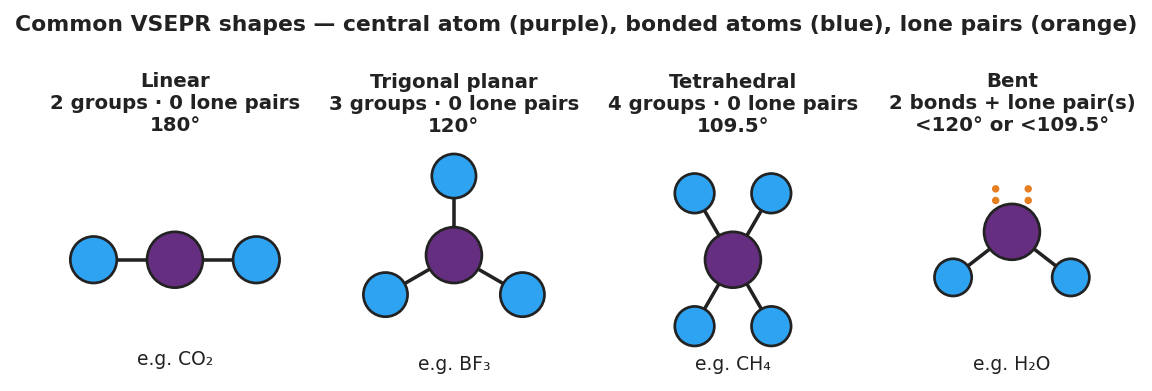 Common VSEPR shapes — central atom (purple), bonded atoms (blue), lone pairs (orange)
Linear
2 groups · 0 lone pairs
180°
e.g. CO₂
Trigonal planar
3 groups · 0 lone pairs
120°
e.g. BF₃
Tetrahedral
4 groups · 0 lone pairs
109.5°
e.g. CH₄
Bent
2 bonds + lone pair(s)
<120° or <109.5°
e.g. H₂O